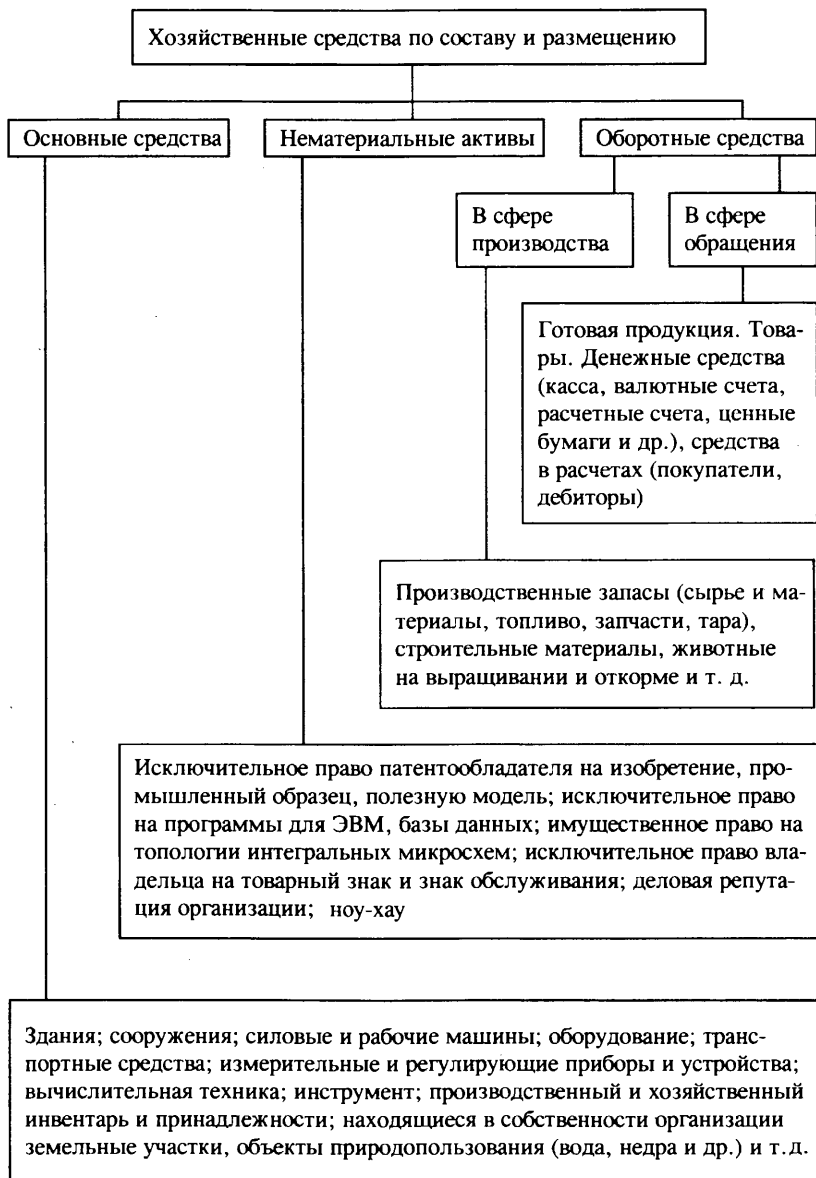 Хозяйственные средства по составу и размещению
Основные средства
Нематериальные активы
Оборотные средства
В сфере
производства
В сфере
обращения
Готовая продукция. Това-
ры. Денежные средства
(касса, валютные счета,
расчетные счета, ценные
бумаги и др.), средства
в расчетах (покупатели,
дебиторы)
Производственные запасы (сырье и ма-
териалы, топливо, запчасти, тара),
строительные материалы, животные
на выращивании и откорме и т. д.
Исключительное право патентообладателя на изобретение, про-
мышленный образец, полезную модель; исключительное право
на программы для ЭВМ, базы данных; имущественное право на
топологии интегральных микросхем; исключительное право вла-
дельца на товарный знак и знак обслуживания; деловая репута-
ция организации; ноу-хау
Здания; сооружения; силовые и рабочие машины; оборудование; транс-
портные средства; измерительные и регулирующие приборы и устройства;
вычислительная техника; инструмент; производственный и хозяйственный
инвентарь и принадлежности; находящиеся в собственности организации
земельные участки, объекты природопользования (вода, недра и др.) и т.д.